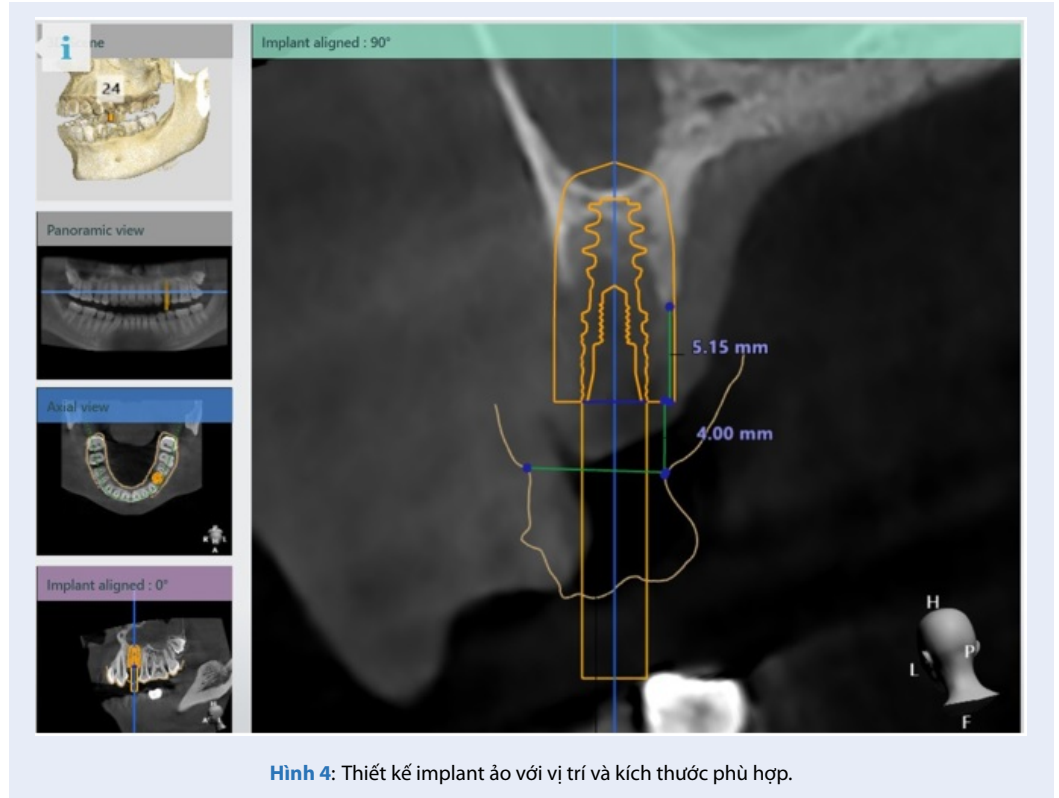 Implant aligned : 90°
24
Panoramic view
Axial view
Implant aligned : 0°
5.15 mm
4.00 mm
H
P
L
F
Hình 4: Thiết kế implant ảo với vị trí và kích thước phù hợp.